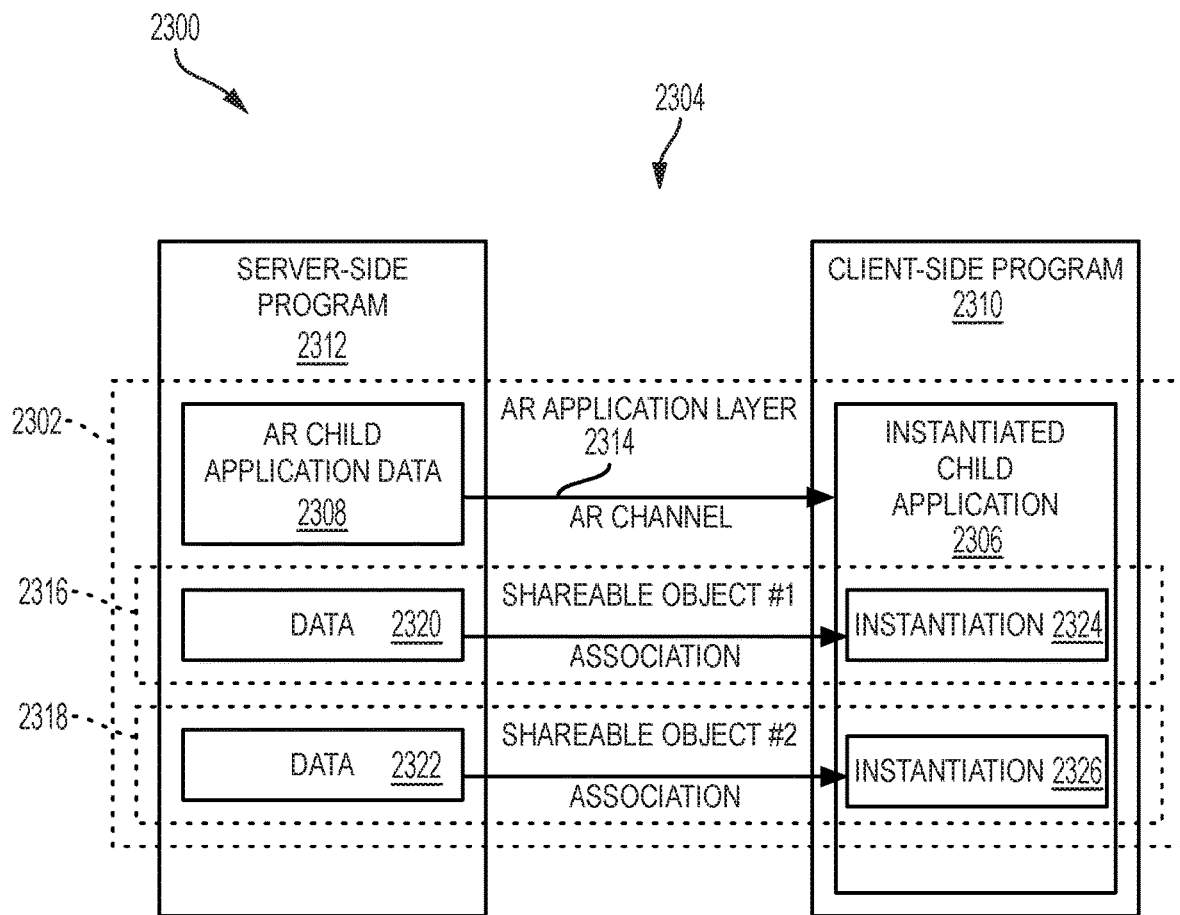 2300
2304
SERVER-SIDE
PROGRAM
2312
CLIENT-SIDE PROGRAM
2310
2302
AR CHILD
APPLICATION DATA
2308
AR APPLICATION LAYER
2314
AR CHANNEL
INSTANTIATED
CHILD
APPLICATION
2306
2316
SHAREABLE OBJECT #1
DATA 2320
ASSOCIATION
INSTANTIATION 2324
2318
SHAREABLE OBJECT #2
DATA 2322
ASSOCIATION
INSTANTIATION 2326